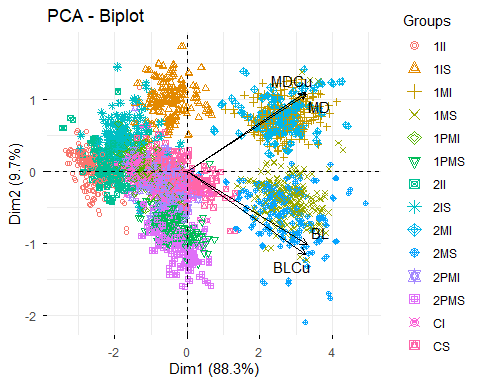 PCA - Biplot
Groups
1II
1IS
1MI
1MS
1PMI
1PMS
2II
2IS
2MI
2MS
2PMI
2PMS
CI
CS
MDCu
MD
BL
BLCu
1
0
-1
-2
Dim2 (9.7%)
-2
0
2
4
Dim1 (88.3%)